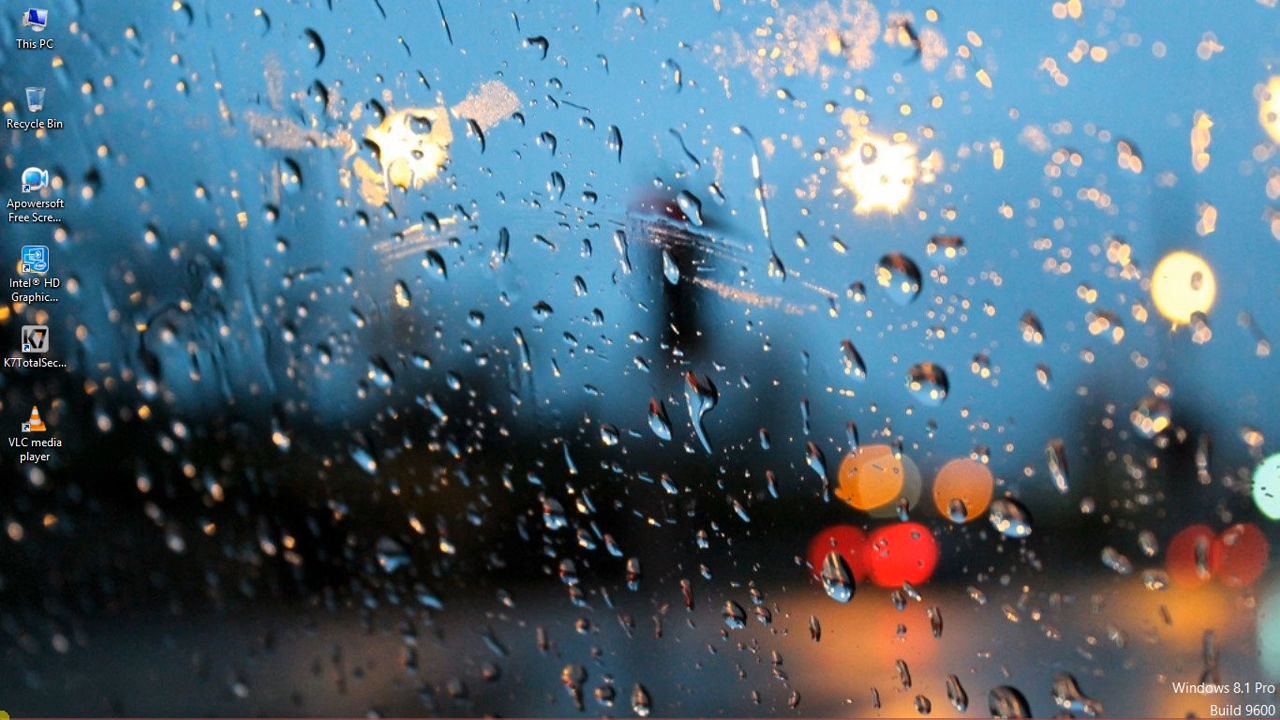 This PC
Recycle Bin
Apowersoft
Free Scre...
Intel® HD
Graphic...
K7TotalSec...
VLC media
player
Windows 8.1 Pro
Build 9600